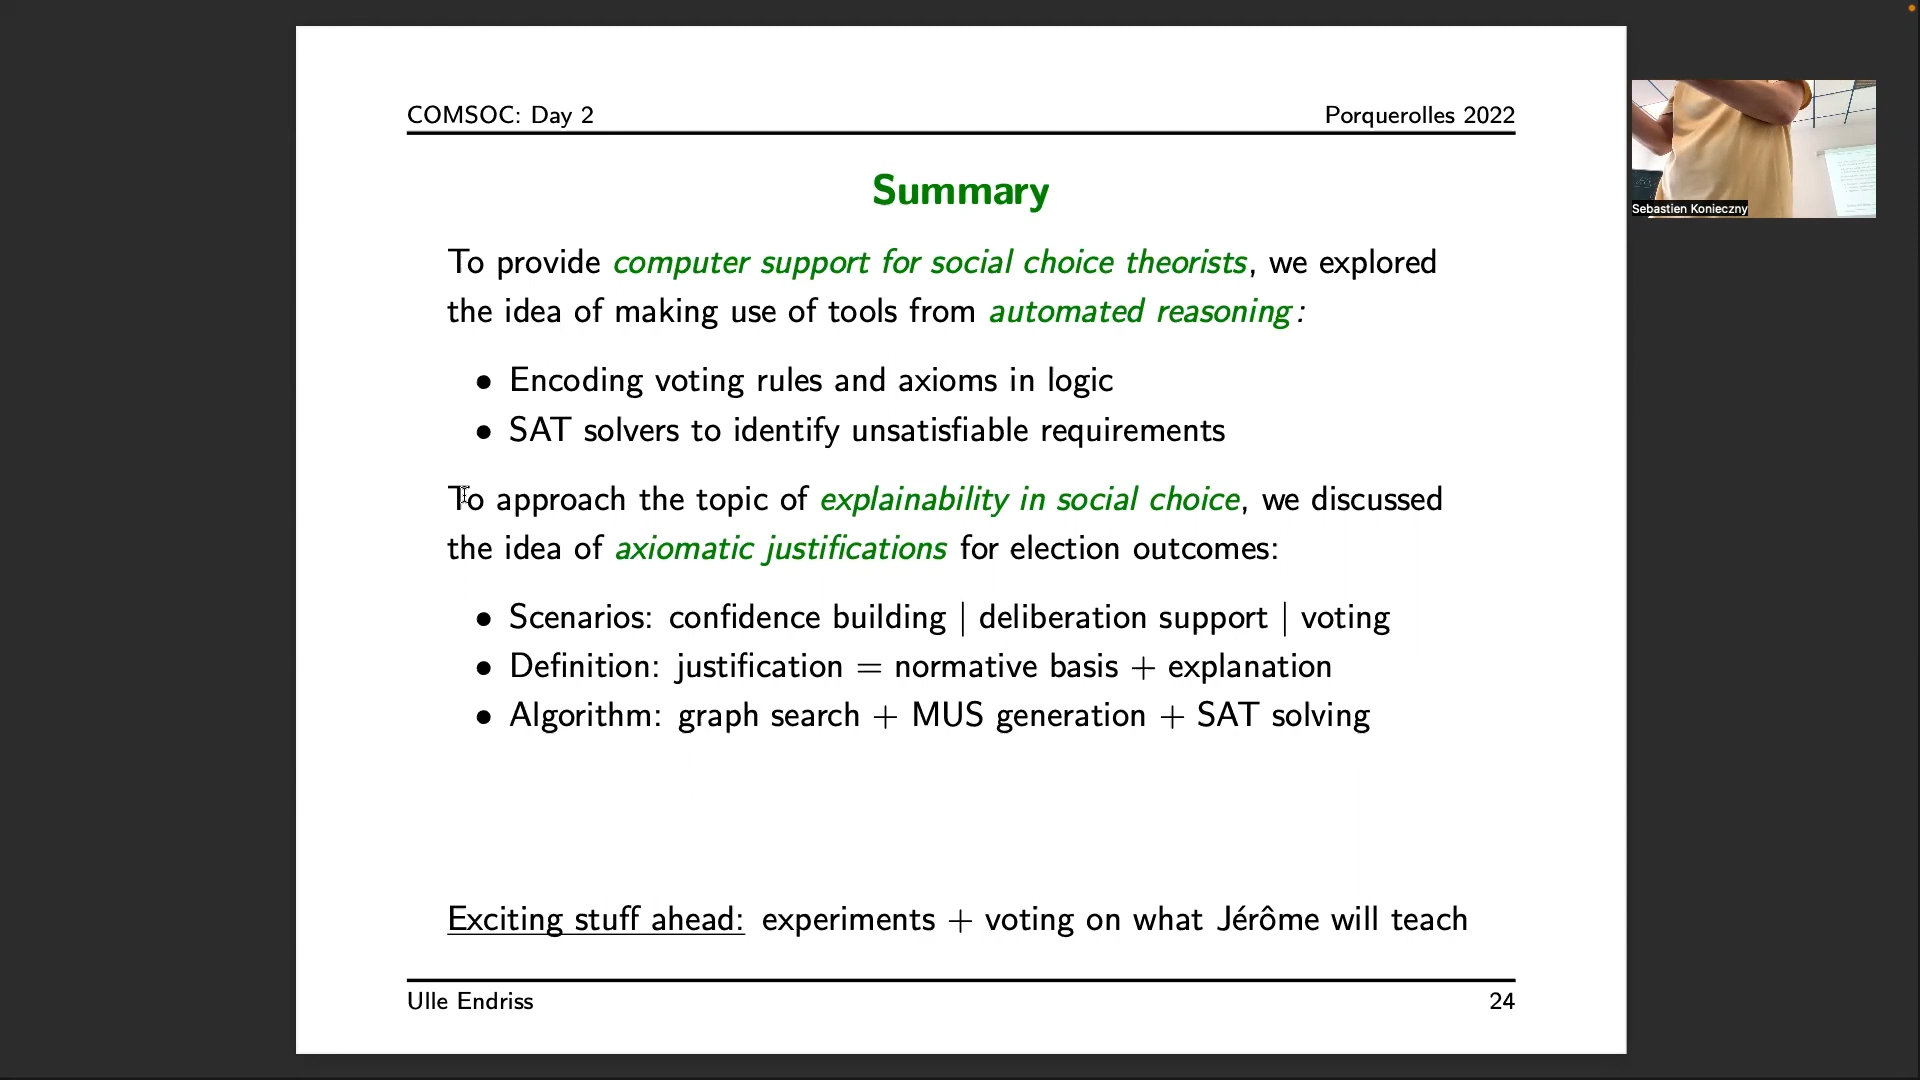 COMSOC: Day 2
Porquerolles 2022
Summary
To provide computer support for social choice theorists, we explored
the idea of making use of tools from automated reasoning:
• Encoding voting rules and axioms in logic
• SAT solvers to identify unsatisfiable requirements
To approach the topic of explainability in social choice, we discussed
the idea of axiomatic justifications for election outcomes:
• Scenarios: confidence building | deliberation support | voting
• Definition: justification = normative basis + explanation
• Algorithm: graph search + MUS generation + SAT solving
Exciting stuff ahead: experiments + voting on what Jérôme will teach
Ulle Endriss
24
Sebastien Konieczny